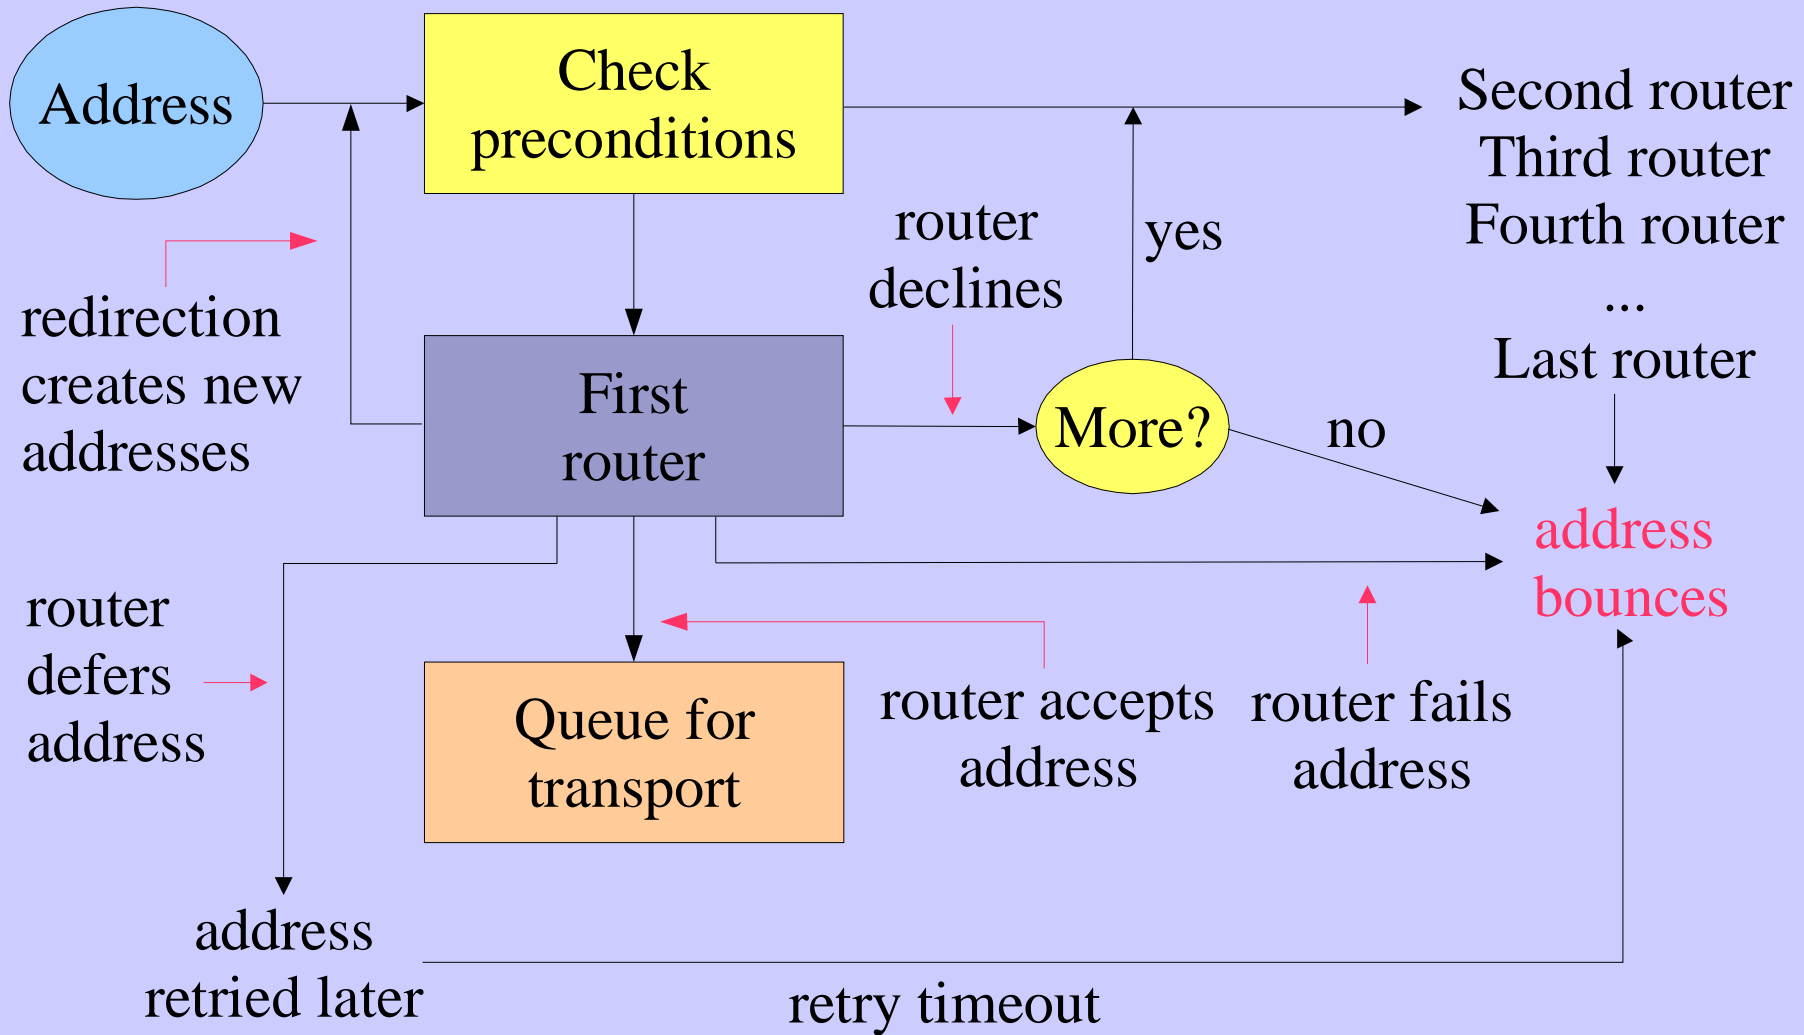 Address
Check
preconditions
Second router
Third router
Fourth router
...
Last router
router
declines
yes
redirection
creates new
addresses
First
router
More?
no
address
bounces
router
defers
address
Queue for
transport
router accepts
address
router fails
address
address
retried later
retry timeout